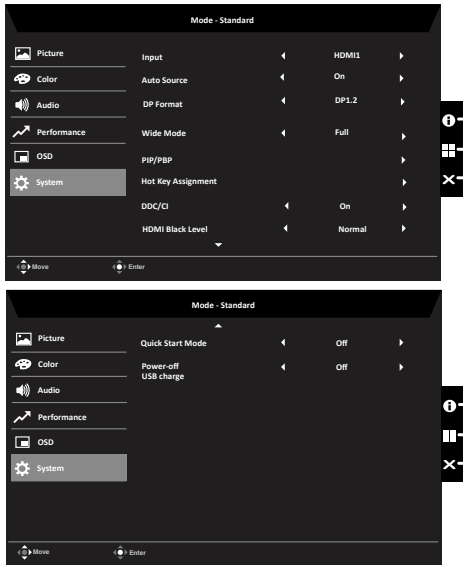 Mode - Standard
Picture
Color
Audio
Performance
OSD
System
Input HDMI1
Auto Source On
DP Format DP1.2
Wide Mode Full
PIP/PBP
Hot Key Assignment
DDC/CI On
HDMI Black Level Normal
Move Enter
Mode - Standard
Picture
Color
Audio
Performance
OSD
System
Quick Start Mode Off
Power-off Off
USB charge
Move Enter